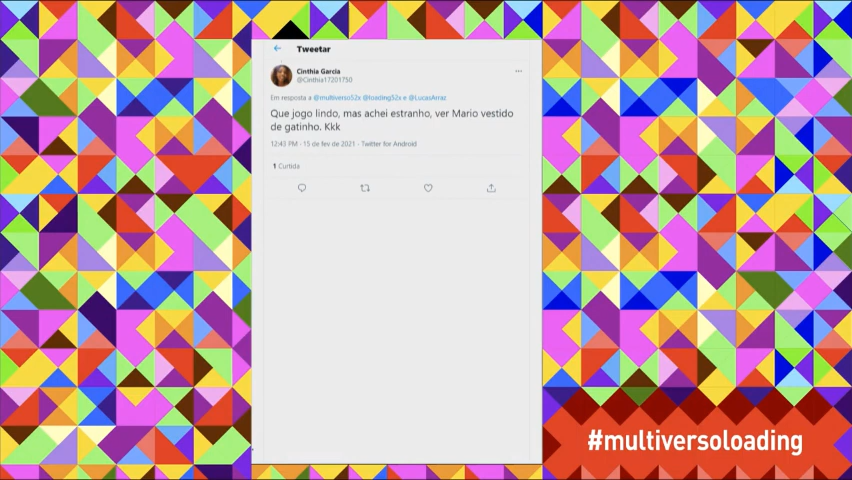 Tweetar
Cinthia Garcia
@Cinthia17201750
Em resposta a @multiverso52x @loading52x e @LucasArraz
Que jogo lindo, mas achei estranho, ver Mario vestido
de gatinho. Kkk
12:43 PM · 15 de fev de 2021 · Twitter for Android
1 Curtida
#multiversoloading